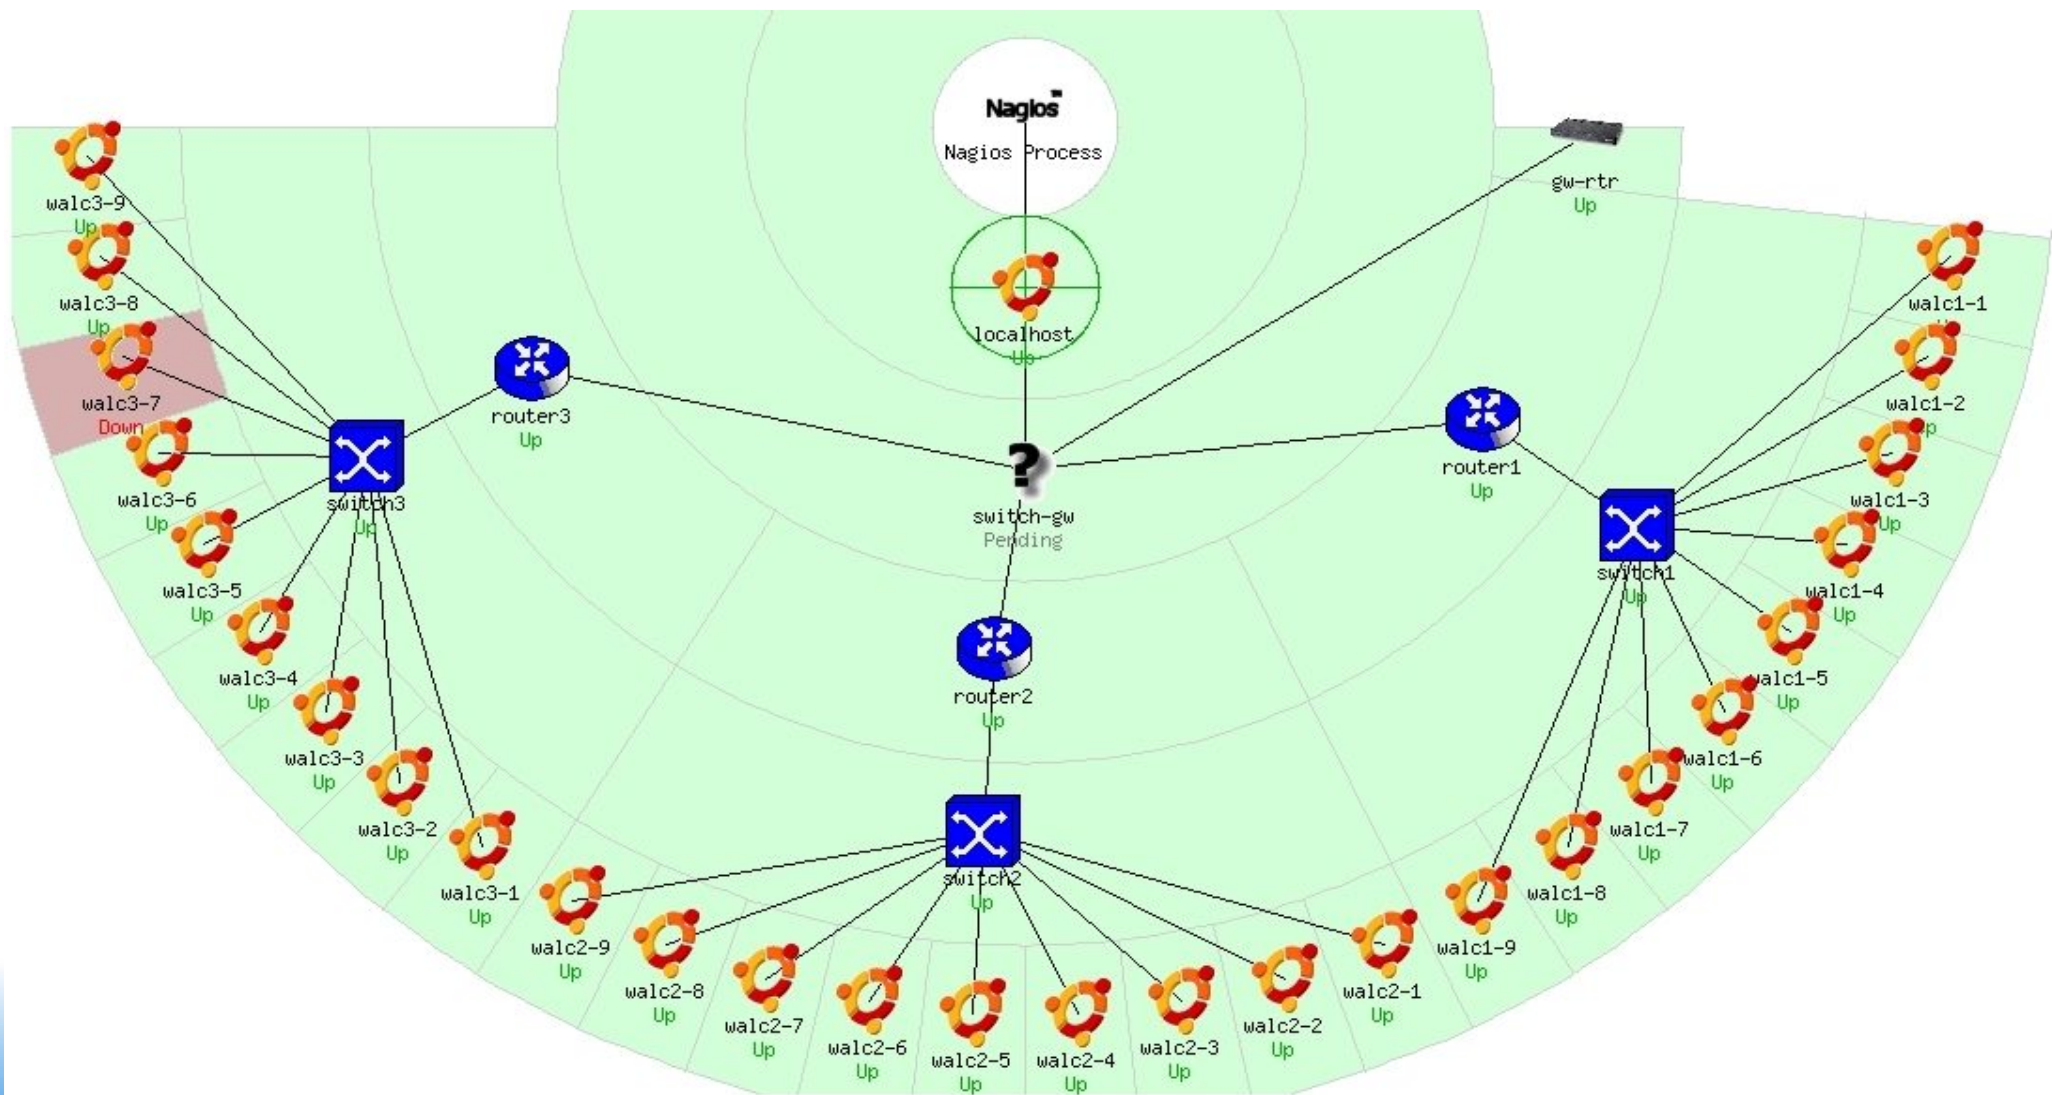 Nagios™
Nagios Process
gw-rtr
Up
localhost
Up
walc3-9
Up
walc3-8
Up
walc3-7
Down
walc3-6
Up
walc3-5
Up
walc3-4
Up
walc3-3
Up
walc3-2
Up
walc3-1
Up
switch3
Up
router3
Up
switch-gw
Pending
router2
Up
switch2
Up
walc2-9
Up
walc2-8
Up
walc2-7
Up
walc2-6
Up
walc2-5
Up
walc2-4
Up
walc2-3
Up
walc2-2
Up
walc2-1
Up
router1
Up
switch1
Up
walc1-1
walc1-2
Up
walc1-3
Up
walc1-4
Up
walc1-5
Up
walc1-6
Up
walc1-7
Up
walc1-8
Up
walc1-9
Up